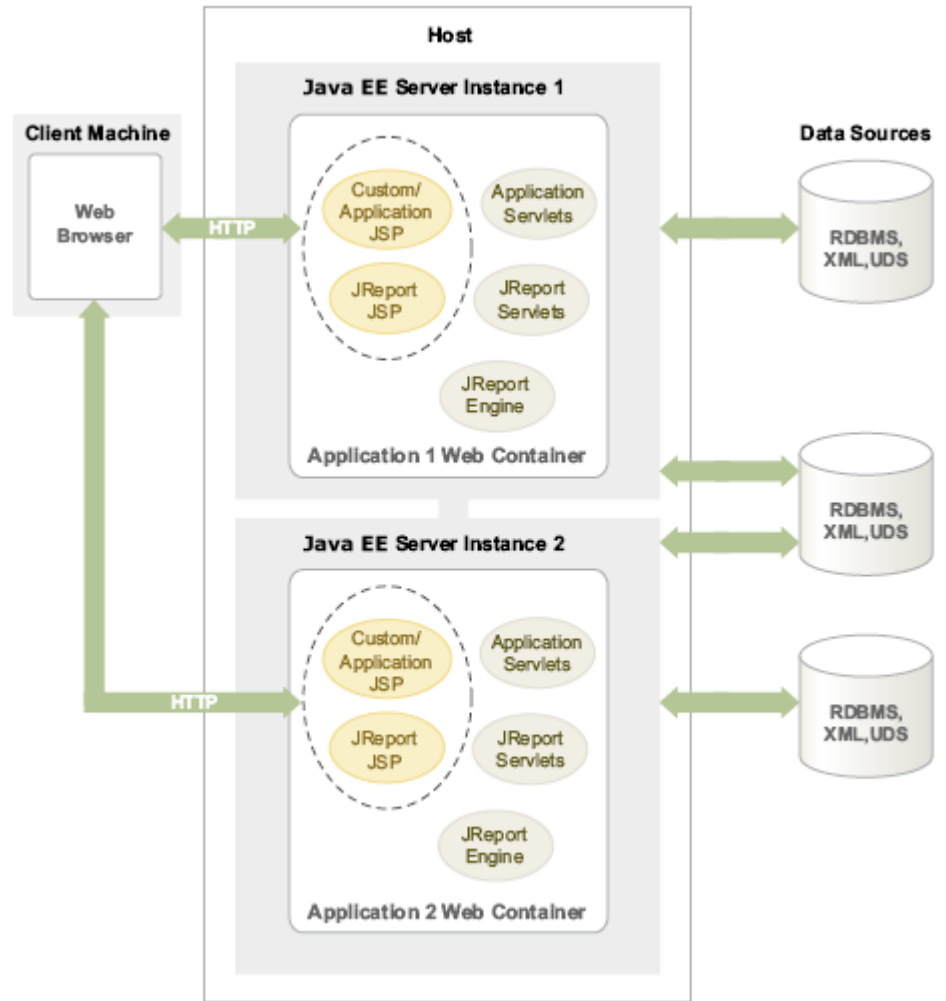 Host
Java EE Server Instance 1
Client Machine
Data Sources
Web
Browser
HTTP
Custom/
Application
JSP
Application
Servlets
JReport
JSP
JReport
Servlets
JReport
Engine
Application 1 Web Container
RDBMS,
XML,UDS
RDBMS,
XML,UDS
Java EE Server Instance 2
HTTP
Custom/
Application
JSP
Application
Servlets
JReport
JSP
JReport
Servlets
JReport
Engine
Application 2 Web Container
RDBMS,
XML,UDS